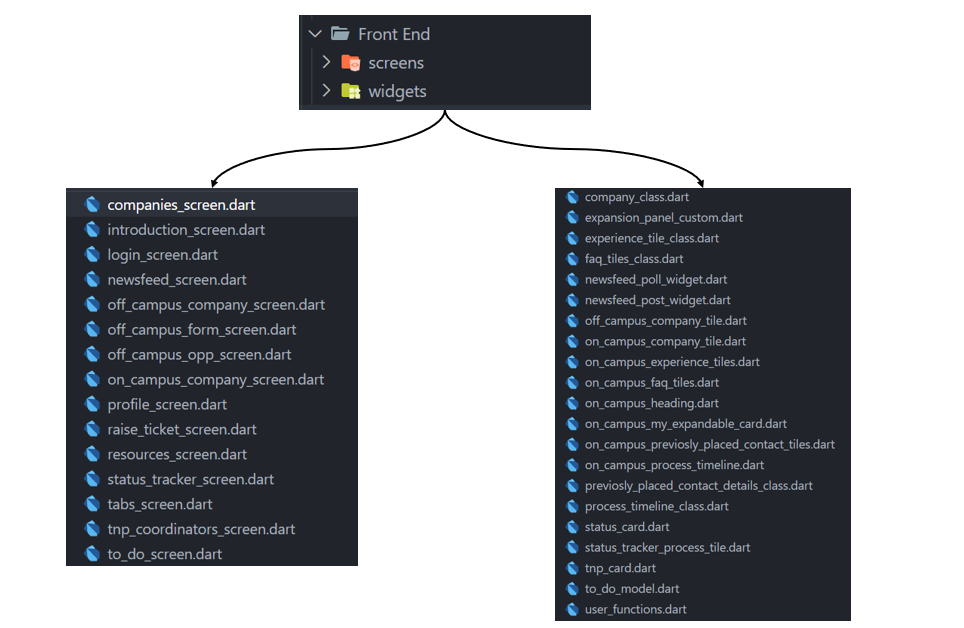 Front End
screens
widgets
companies_screen.dart
introduction_screen.dart
login_screen.dart
newsfeed_screen.dart
off_campus_company_screen.dart
off_campus_form_screen.dart
off_campus_opp_screen.dart
on_campus_company_screen.dart
profile_screen.dart
raise_ticket_screen.dart
resources_screen.dart
status_tracker_screen.dart
tabs_screen.dart
tnp_coordinators_screen.dart
to_do_screen.dart
company_class.dart
expansion_panel_custom.dart
experience_tile_class.dart
faq_tiles_class.dart
newsfeed_poll_widget.dart
newsfeed_post_widget.dart
off_campus_company_tile.dart
on_campus_company_tile.dart
on_campus_experience_tiles.dart
on_campus_faq_tiles.dart
on_campus_heading.dart
on_campus_my_expandable_card.dart
on_campus_previosly_placed_contact_tiles.dart
on_campus_process_timeline.dart
previosly_placed_contact_details_class.dart
process_timeline_class.dart
status_card.dart
status_tracker_process_tile.dart
tnp_card.dart
to_do_model.dart
user_functions.dart